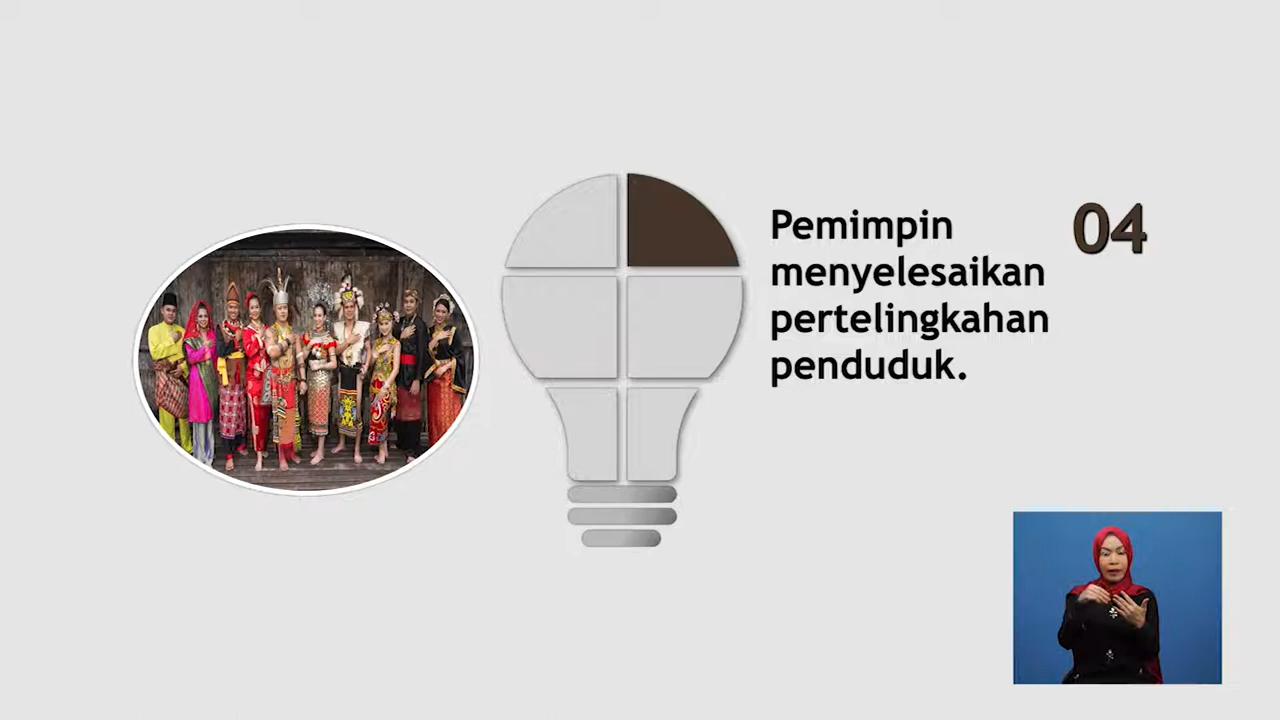 Pemimpin
menyelesaikan
pertelingkahan
penduduk.
04